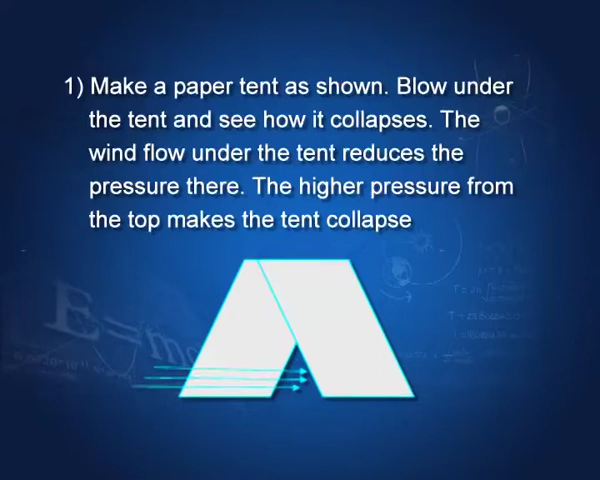 1) Make a paper tent as shown. Blow under
the tent and see how it collapses. The
wind flow under the tent reduces the
pressure there. The higher pressure from
the top makes the tent collapse
E=mc